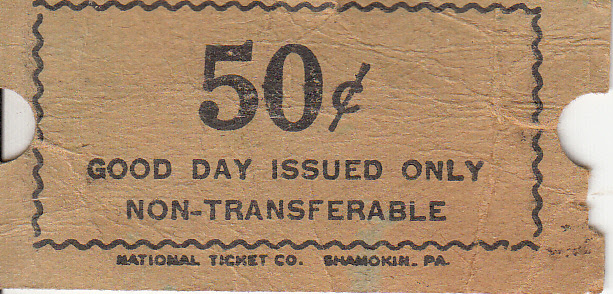 50¢
GOOD DAY ISSUED ONLY
NON-TRANSFERABLE
NATIONAL TICKET CO. SHAMOKIN, PA.